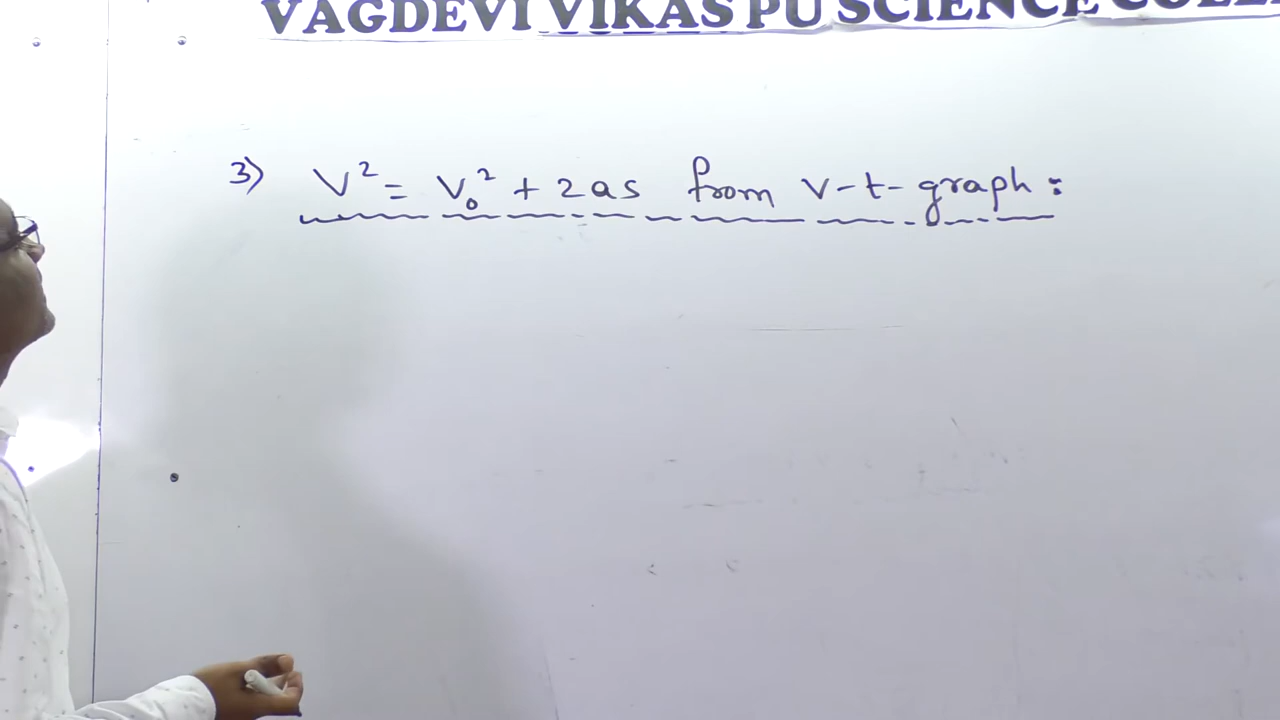 VAGDEVI VIKAS PU SCIENCE
3) V² = V₀² + 2as from v-t-graph: